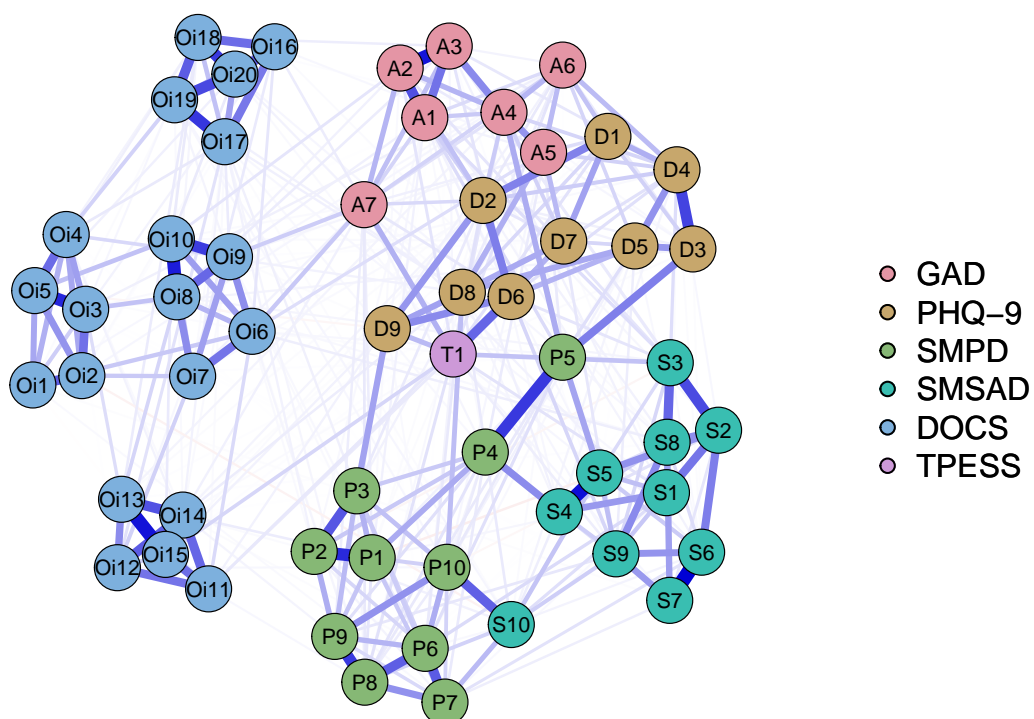 Oi18
Oi16
A3
A2
A6
Oi20
Oi19
A4
A1
Oi17
D1
A5
D4
D2
A7
Oi4
Oi10
D7
D5
D3
Oi9
GAD
Oi5
Oi8
D8
D6
Oi3
PHQ−9
Oi6
D9
T1
P5
SMPD
S3
Oi2
Oi7
Oi1
SMSAD
S2
DOCS
S8
P4
TPESS
S5
P3
S1
Oi13
Oi14
S4
P2
Oi15
P1
S9
S6
Oi12
P10
Oi11
S7
S10
P9
P6
P8
P7